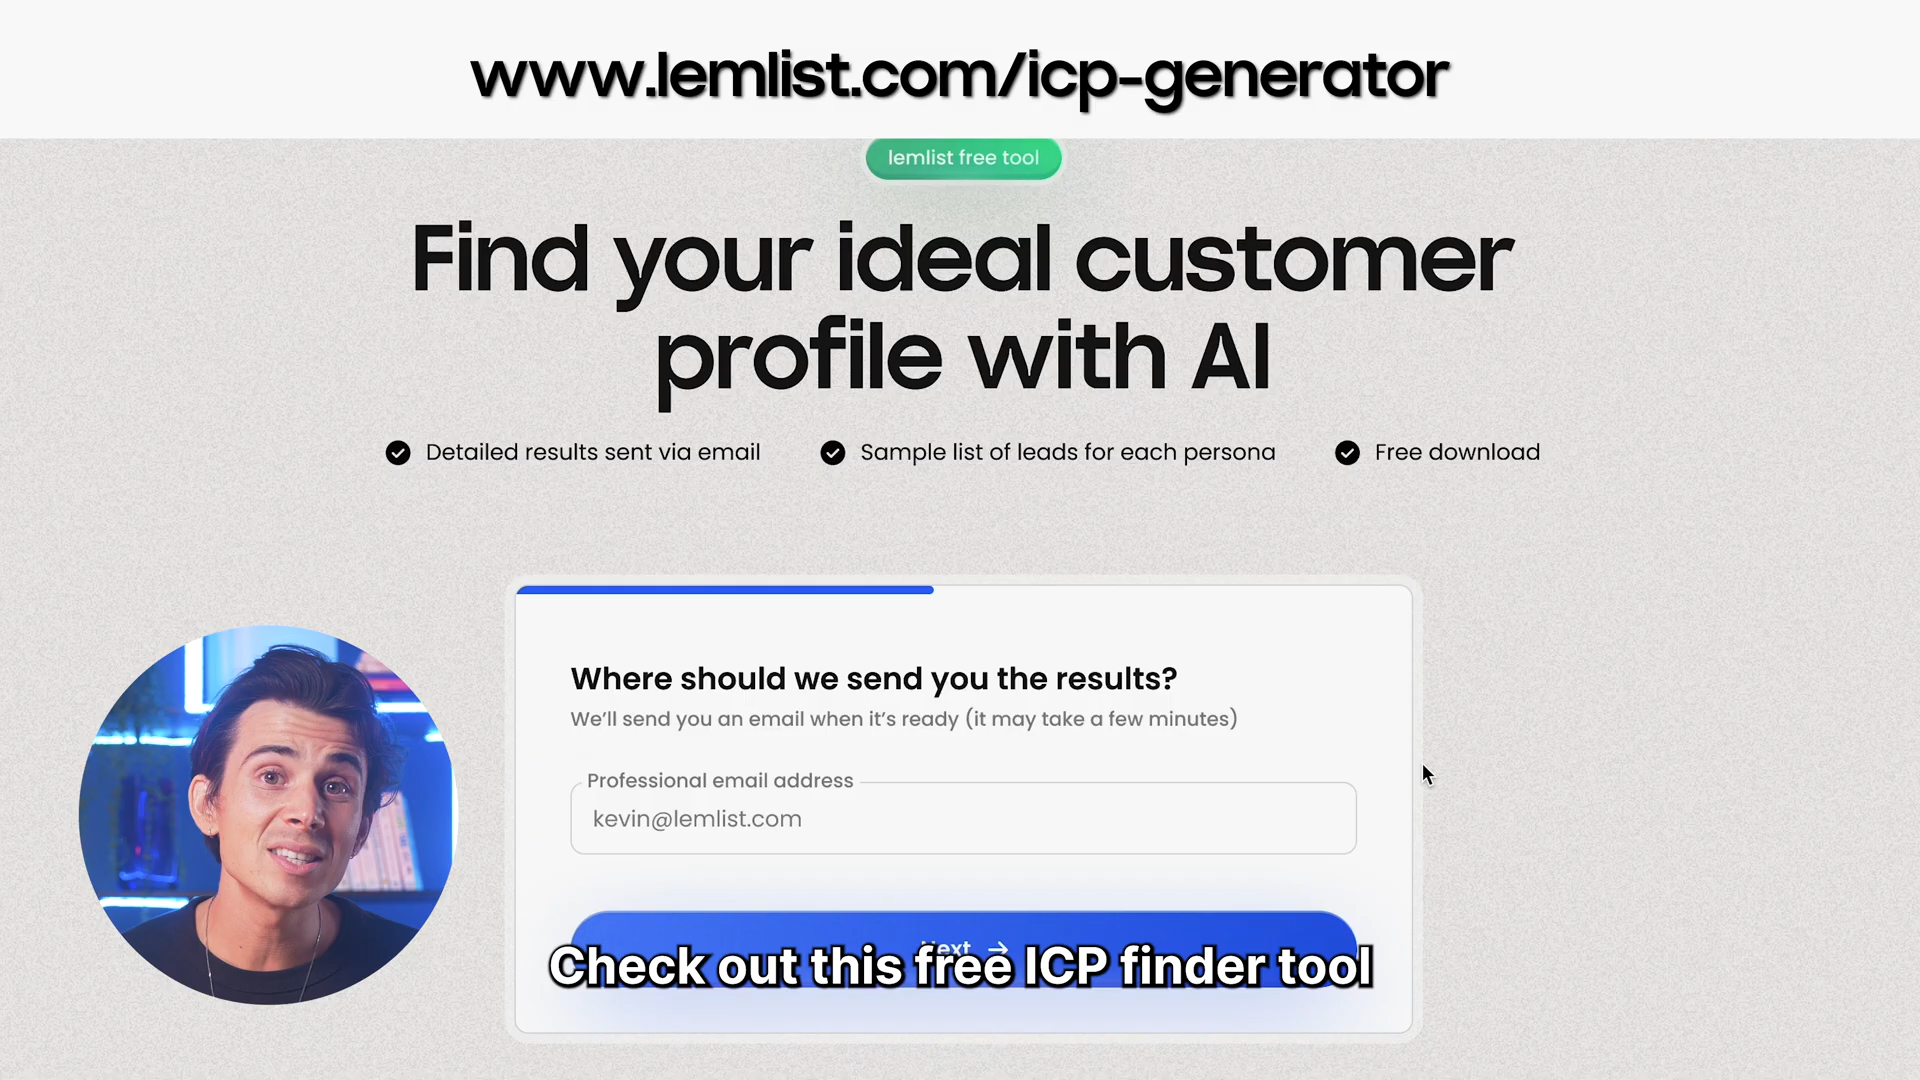 www.lemlist.com/icp-generator
lemlist free tool
Find your ideal customer
profile with AI
Detailed results sent via email
Sample list of leads for each persona
Free download
Where should we send you the results?
We'll send you an email when it's ready (it may take a few minutes)
Professional email address
kevin@lemlist.com
Next →
Check out this free ICP finder tool